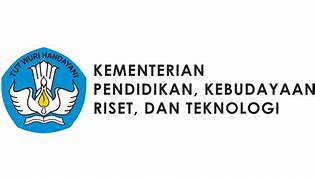 TUT WURI HANDAYANI
KEMENTERIAN
PENDIDIKAN, KEBUDAYAAN
RISET, DAN TEKNOLOGI